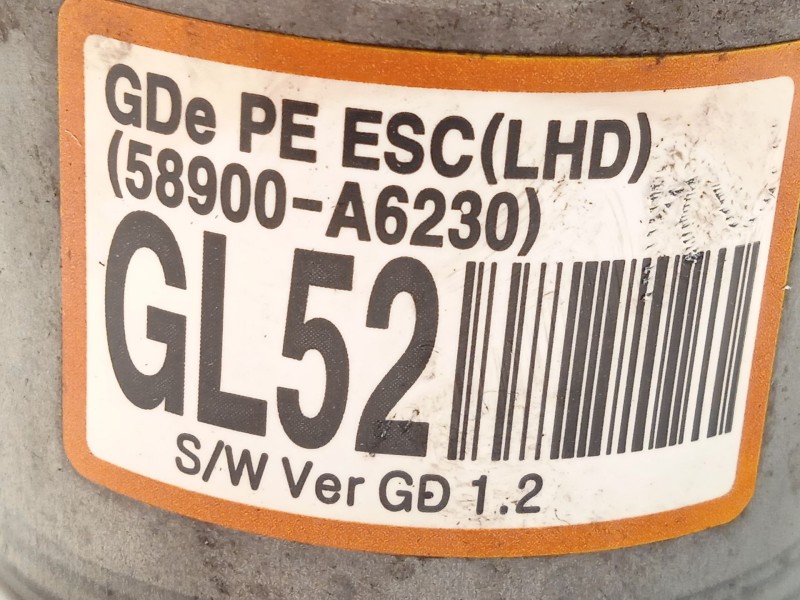 GDe PE ESC(LHD)
(58900-A6230)
GL52
S/W Ver GĐ 1.2